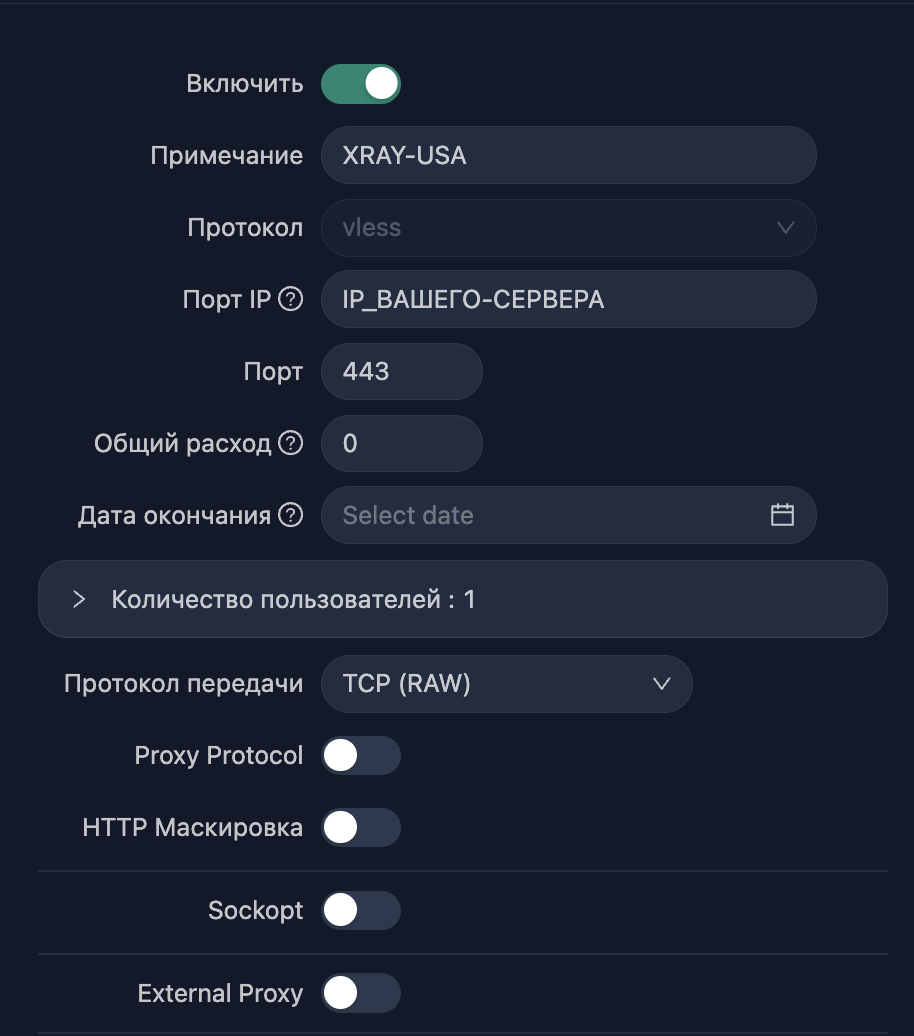 Включить
Примечание XRAY-USA
Протокол vless
Порт IP ? IP_ВАШЕГО-СЕРВЕРА
Порт 443
Общий расход ? 0
Дата окончания ? Select date
> Количество пользователей : 1
Протокол передачи TCP (RAW)
Proxy Protocol
HTTP Маскировка
Sockopt
External Proxy